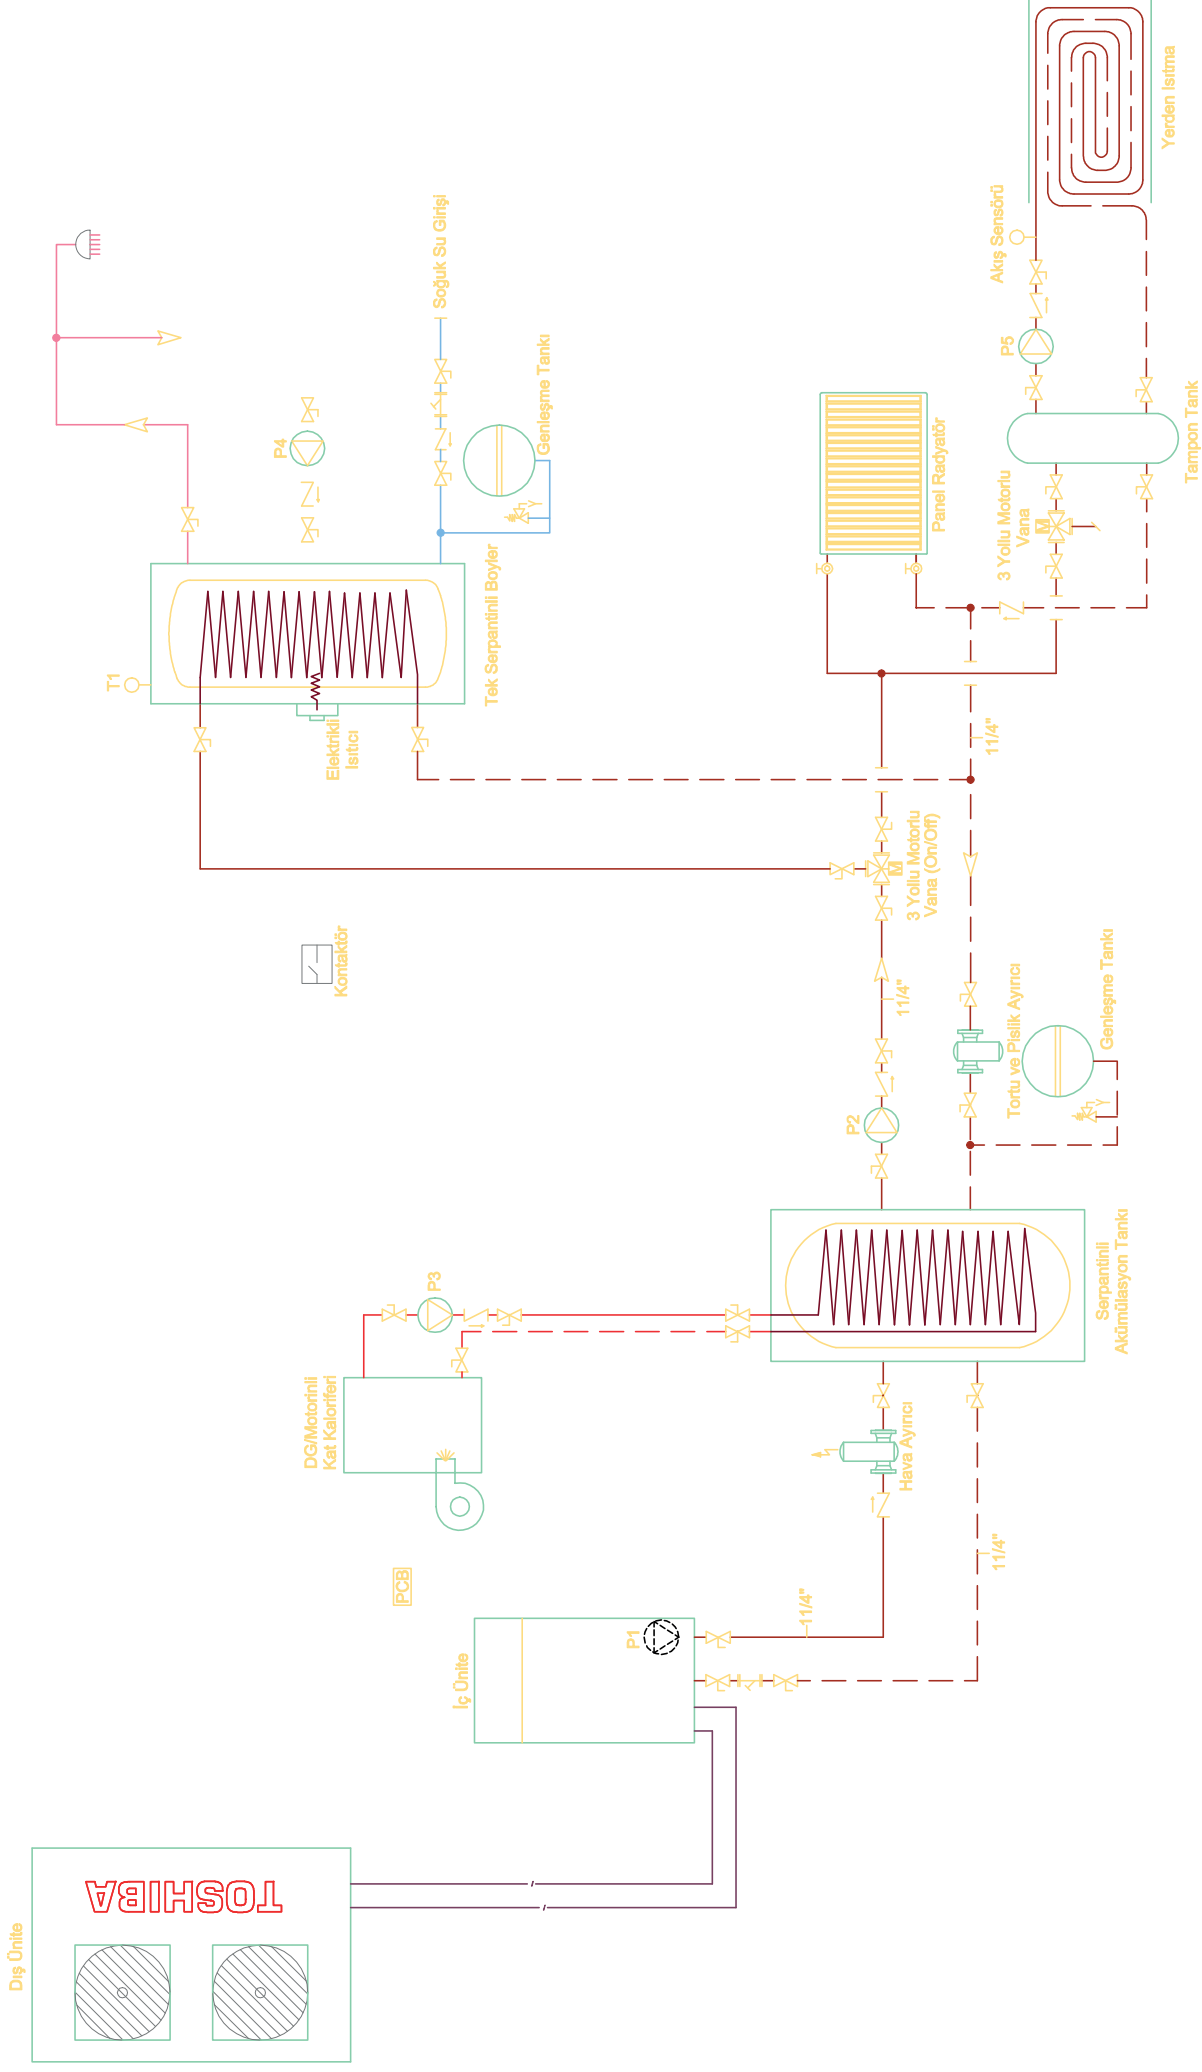 Dış Ünite
TOSHIBA
İç Ünite
P1
11/4"
11/4"
PCB
DG/Motorinli
Kat Kaloriferi
P3
Hava Ayırıcı
Serpantinli
Akümülasyon Tankı
P2
11/4"
Tortu ve Pislik Ayırıcı
Genleşme Tankı
Y
Kontaktör
M
3 Yollu Motorlu
Vana (On/Off)
11/4"
T1
Elektrikli
Isıtıcı
Tek Serpantinli Boyler
P4
Y
Genleşme Tankı
Soğuk Su Girişi
Panel Radyatör
M
3 Yollu Motorlu
Vana
Tampon Tank
P5
Akış Sensörü
Yerden Isıtma